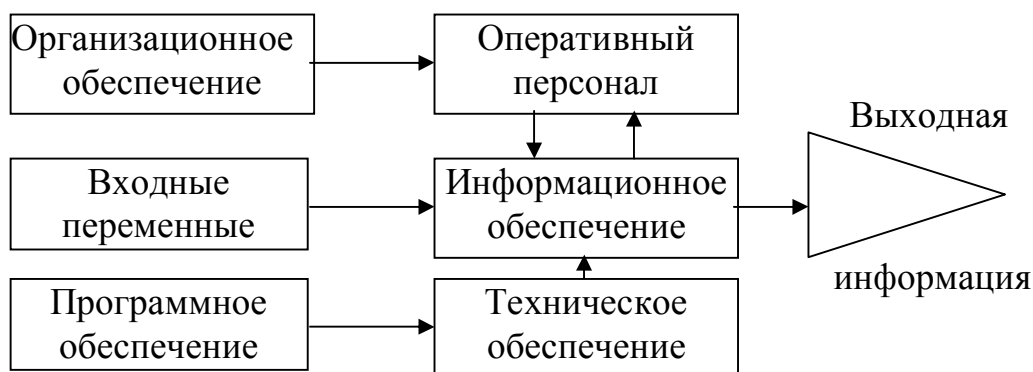 Организационное
обеспечение
Оперативный
персонал
Выходная
Входные
переменные
Информационное
обеспечение
информация
Программное
обеспечение
Техническое
обеспечение